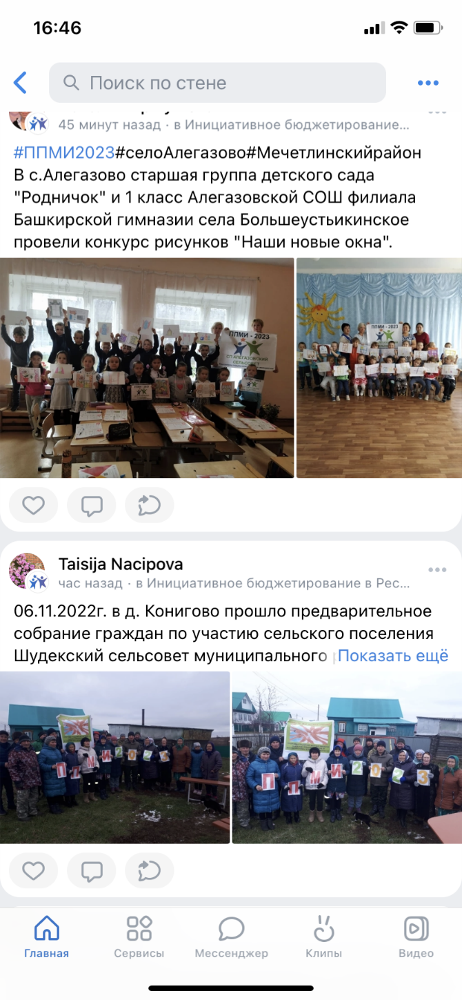 16:46
Поиск по стене
45 минут назад · в Инициативное бюджетирование...
#ППМИ2023#селоАлегазово#Мечетлинскийрайон
В с.Алегазово старшая группа детского сада
"Родничок" и 1 класс Алегазовской СОШ филиала
Башкирской гимназии села Большеустьикинское
провели конкурс рисунков "Наши новые окна".
ППМИ - 2023
СП АЛЕГАЗОВСКИЙ
СЕЛЬСОВЕТ
ППМИ - 2023
Taisija Nacipova
час назад · в Инициативное бюджетирование в Рес...
06.11.2022г. в д. Конигово прошло предварительное
собрание граждан по участию сельского поселения
Шудекский сельсовет муниципального Показать ещё
ППМИ2023
ППМИ2023
Главная
Сервисы
Мессенджер
Клипы
Видео